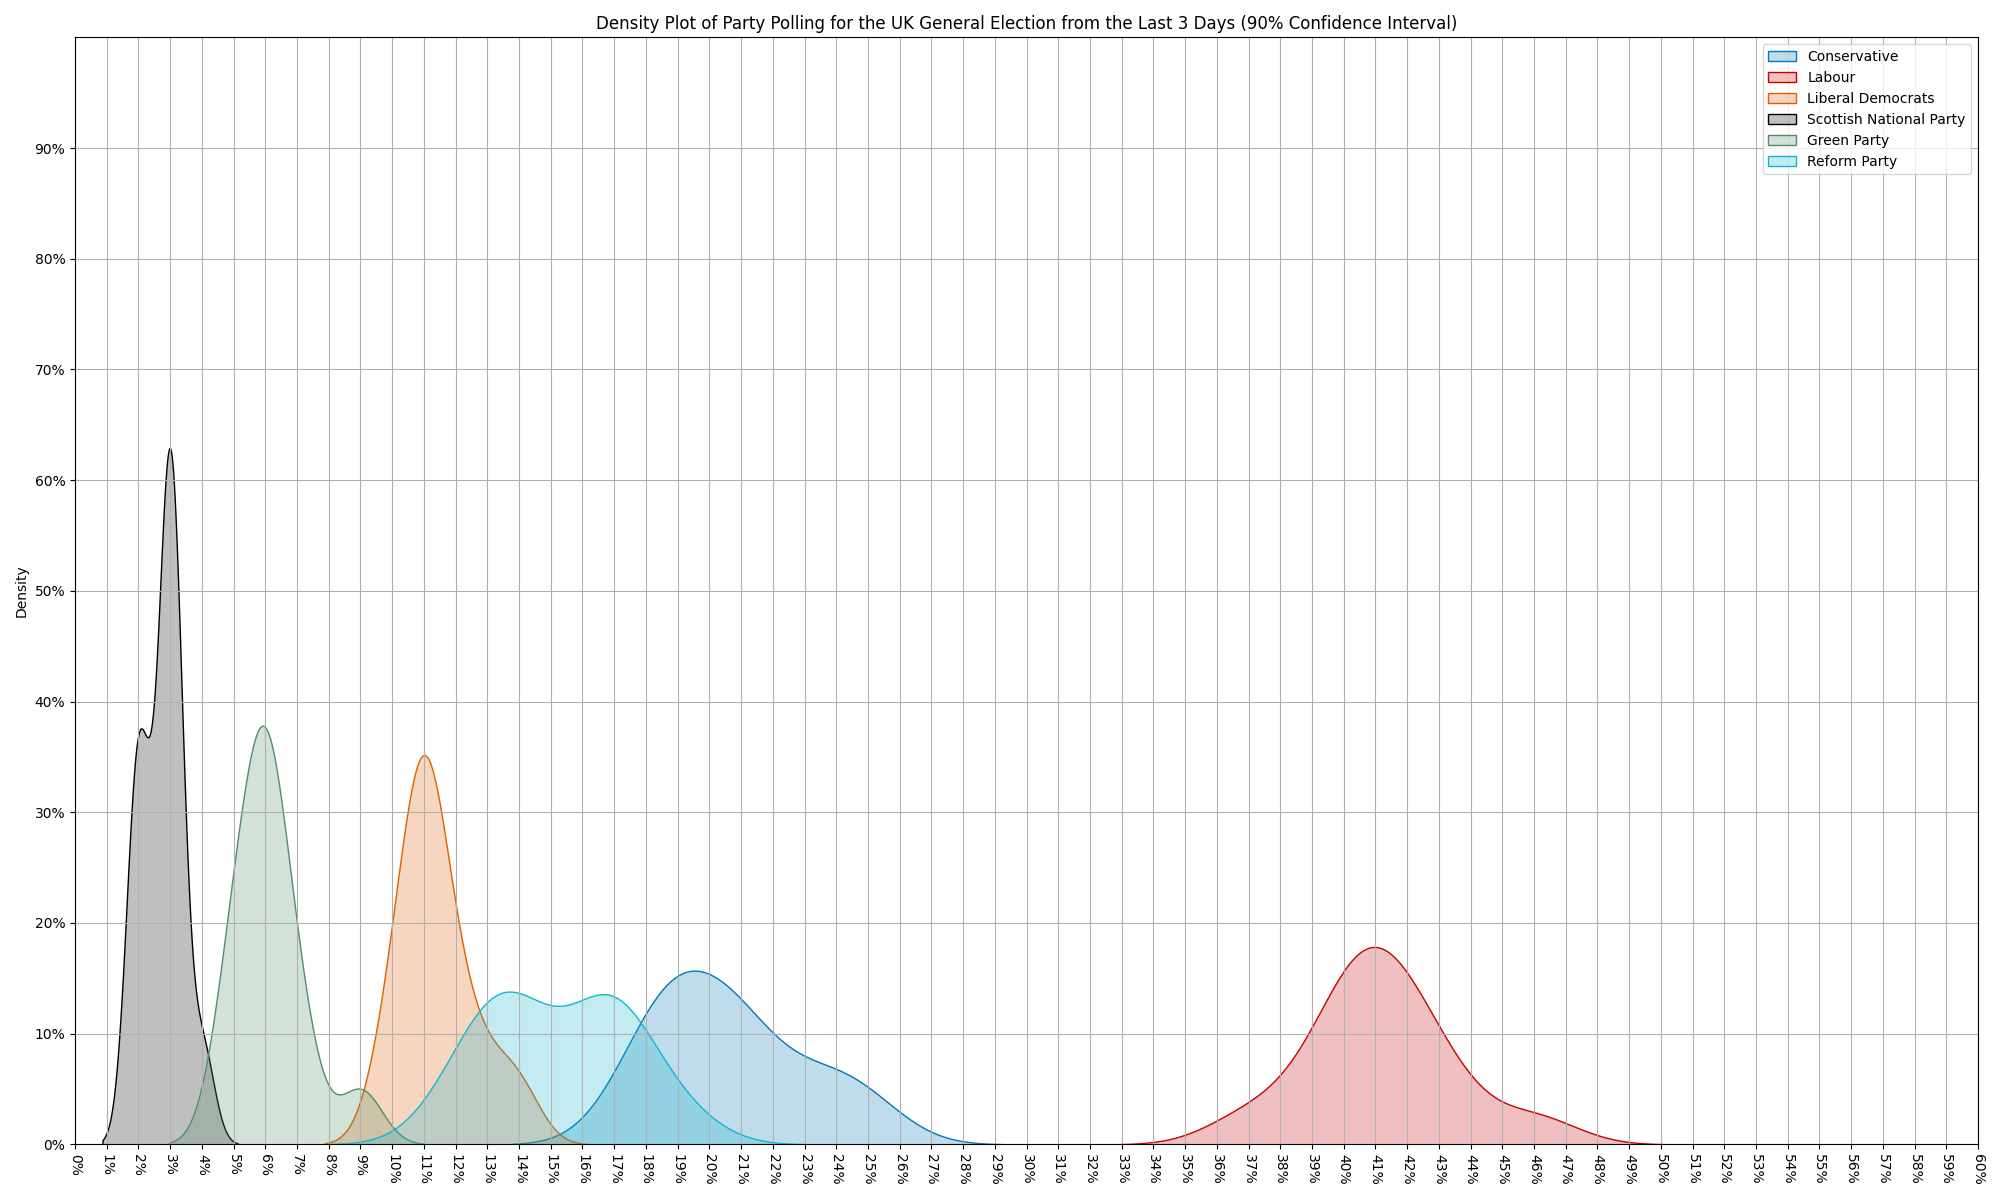 Density Plot of Party Polling for the UK General Election from the Last 3 Days (90% Confidence Interval)
Conservative
Labour
Liberal Democrats
Scottish National Party
Green Party
Reform Party
90%
80%
70%
60%
50%
40%
30%
20%
10%
0%
Density
0% 1% 2% 3% 4% 5% 6% 7% 8% 9% 10% 11% 12% 13% 14% 15% 16% 17% 18% 19% 20% 21% 22% 23% 24% 25% 26% 27% 28% 29% 30% 31% 32% 33% 34% 35% 36% 37% 38% 39% 40% 41% 42% 43% 44% 45% 46% 47% 48% 49% 50% 51% 52% 53% 54% 55% 56% 57% 58% 59% 60%